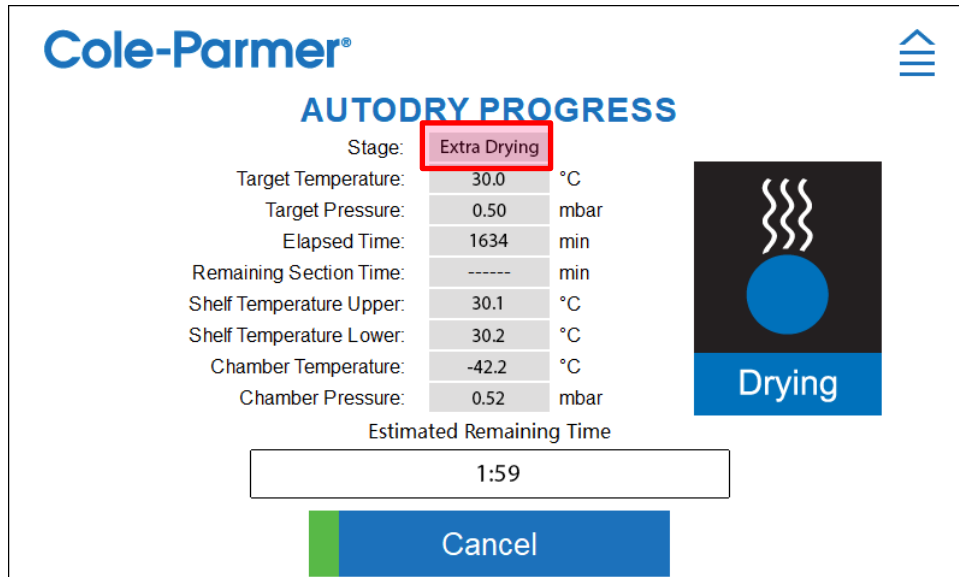 Cole-Parmer®
AUTODRY PROGRESS
Stage: Extra Drying
Target Temperature: 30.0 °C
Target Pressure: 0.50 mbar
Elapsed Time: 1634 min
Remaining Section Time: ------ min
Shelf Temperature Upper: 30.1 °C
Shelf Temperature Lower: 30.2 °C
Chamber Temperature: -42.2 °C
Chamber Pressure: 0.52 mbar
Drying
Estimated Remaining Time
1:59
Cancel